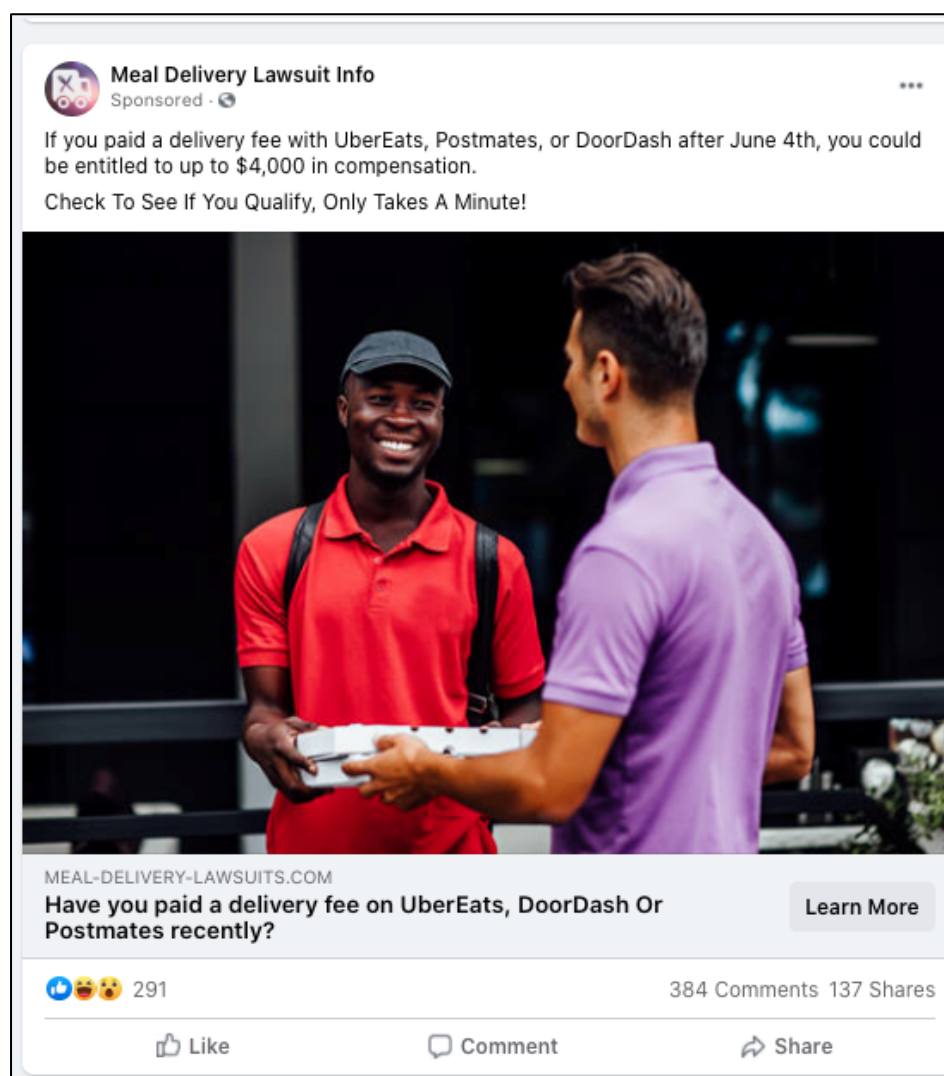 Meal Delivery Lawsuit Info
Sponsored ·
If you paid a delivery fee with UberEats, Postmates, or DoorDash after June 4th, you could
be entitled to up to $4,000 in compensation.
Check To See If You Qualify, Only Takes A Minute!
MEAL-DELIVERY-LAWSUITS.COM
Have you paid a delivery fee on UberEats, DoorDash Or
Postmates recently?
Learn More
291
384 Comments 137 Shares
Like
Comment
Share